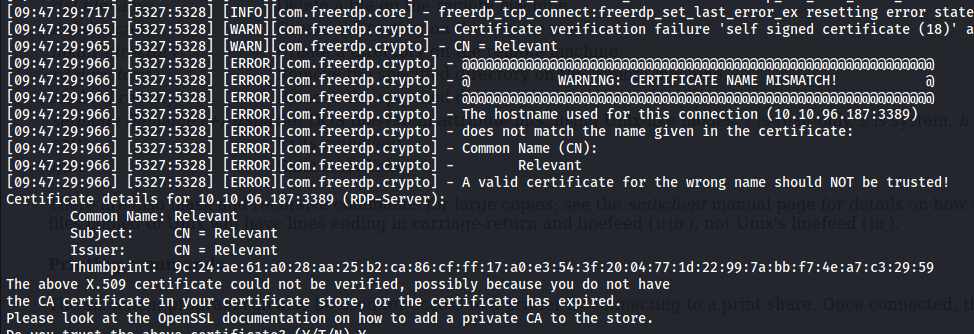 [09:47:29:717] [5327:5328] [INFO][com.freerdp.core] - freerdp_tcp_connect:freerdp_set_last_error_ex resetting error state
[09:47:29:965] [5327:5328] [WARN][com.freerdp.crypto] - Certificate verification failure 'self signed certificate (18)' a
[09:47:29:965] [5327:5328] [WARN][com.freerdp.crypto] - CN = Relevant
[09:47:29:966] [5327:5328] [ERROR][com.freerdp.crypto] - @@@@@@@@@@@@@@@@@@@@@@@@@@@@@@@@@@@@@@@@@@@@@@@@@@@@@@@@@@@
[09:47:29:966] [5327:5328] [ERROR][com.freerdp.crypto] - @           WARNING: CERTIFICATE NAME MISMATCH!           @
[09:47:29:966] [5327:5328] [ERROR][com.freerdp.crypto] - @@@@@@@@@@@@@@@@@@@@@@@@@@@@@@@@@@@@@@@@@@@@@@@@@@@@@@@@@@@
[09:47:29:966] [5327:5328] [ERROR][com.freerdp.crypto] - The hostname used for this connection (10.10.96.187:3389)
[09:47:29:966] [5327:5328] [ERROR][com.freerdp.crypto] - does not match the name given in the certificate:
[09:47:29:966] [5327:5328] [ERROR][com.freerdp.crypto] - Common Name (CN):
[09:47:29:966] [5327:5328] [ERROR][com.freerdp.crypto] -        Relevant
[09:47:29:966] [5327:5328] [ERROR][com.freerdp.crypto] - A valid certificate for the wrong name should NOT be trusted!
Certificate details for 10.10.96.187:3389 (RDP-Server):
Common Name: Relevant
Subject:     CN = Relevant
Issuer:      CN = Relevant
Thumbprint:  9c:24:ae:61:a0:28:aa:25:b2:ca:86:cf:ff:17:a0:e3:54:3f:20:04:77:1d:22:99:7a:bb:f7:4e:a7:c3:29:59
The above X.509 certificate could not be verified, possibly because you do not have
the CA certificate in your certificate store, or the certificate has expired.
Please look at the OpenSSL documentation on how to add a private CA to the store.
Do you trust the above certificate? (Y/T/N) Y